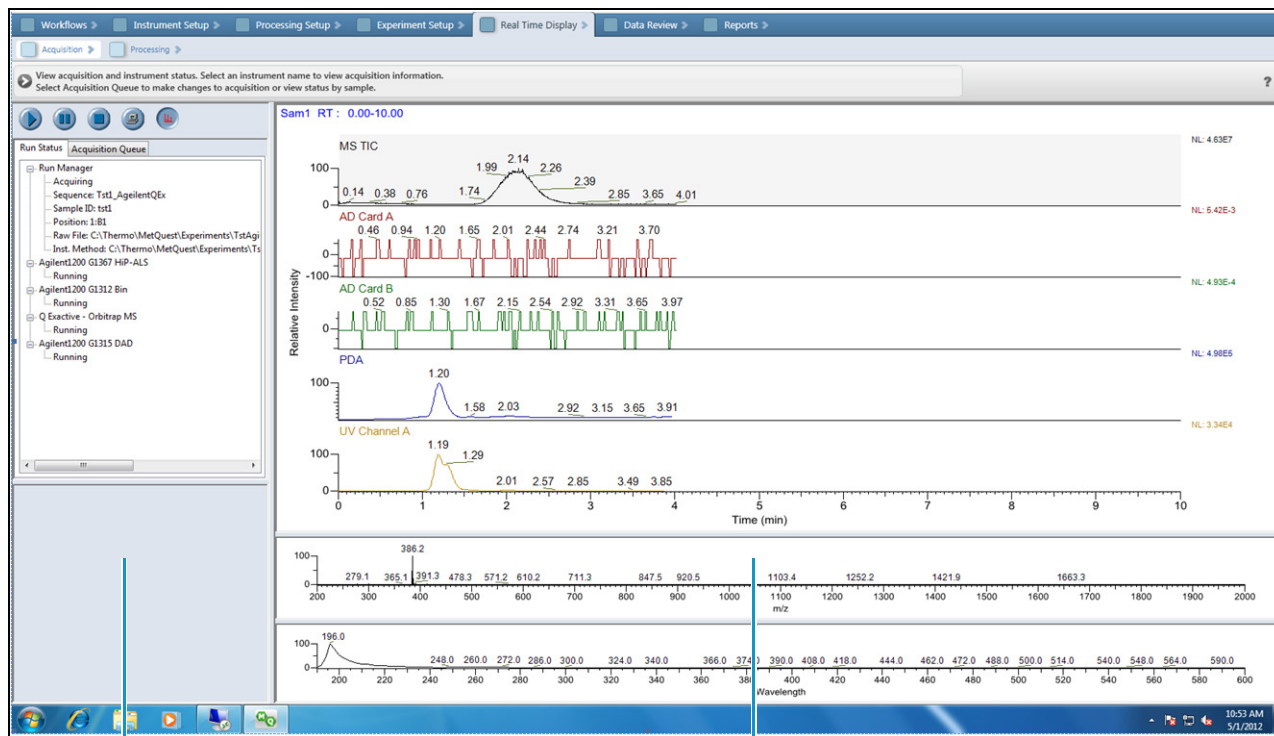 Workflows > Instrument Setup > Processing Setup > Experiment Setup > Real Time Display > Data Review > Reports >
Acquisition > Processing >
View acquisition and instrument status. Select an instrument name to view acquisition information.
Select Acquisition Queue to make changes to acquisition or view status by sample.
?
Run Status Acquisition Queue
Run Manager
Acquiring
Sequence: Tst1_AgeilentQEx
Sample ID: tst1
Position: 1:B1
Raw File: C:\Thermo\MetQuest\Experiments\TstAgi
Inst. Method: C:\Thermo\MetQuest\Experiments\Ts
Agilent1200 G1367 HiP-ALS
Running
Agilent1200 G1312 Bin
Running
Q Exactive - Orbitrap MS
Running
Agilent1200 G1315 DAD
Running
Sam1 RT : 0.00-10.00
Relative Intensity
MS TIC
NL: 4.63E7
100
0
0.14 0.38 0.76 1.74 1.99 2.14 2.26 2.39 2.85 3.65 4.01
AD Card A
NL: 5.42E-3
0
-100
0.46 0.94 1.20 1.65 2.01 2.44 2.74 3.21 3.70
AD Card B
NL: 4.93E-4
0
0.52 0.85 1.30 1.67 2.15 2.54 2.92 3.31 3.65 3.97
PDA
NL: 4.98E5
100
1.20 1.58 2.03 2.92 3.15 3.65 3.91
UV Channel A
NL: 3.34E4
100
0
1.19 1.29 2.01 2.57 2.85 3.49 3.85
0 1 2 3 4 5 6 7 8 9 10
Time (min)
100
0
386.2
279.1 365.1 391.3 478.3 571.2 610.2 711.3 847.5 920.5 1103.4 1252.2 1421.9 1663.3
200 300 400 500 600 700 800 900 1000 1100 1200 1300 1400 1500 1600 1700 1800 1900 2000
m/z
100
0
196.0
248.0 260.0 272.0 286.0 300.0 324.0 340.0 366.0 374.0 390.0 408.0 418.0 444.0 462.0 472.0 488.0 500.0 514.0 540.0 548.0 564.0 590.0
200 220 240 260 280 300 320 340 360 380 400 420 440 460 480 500 520 540 560 580 600
Wavelength
10:53 AM
5/1/2012